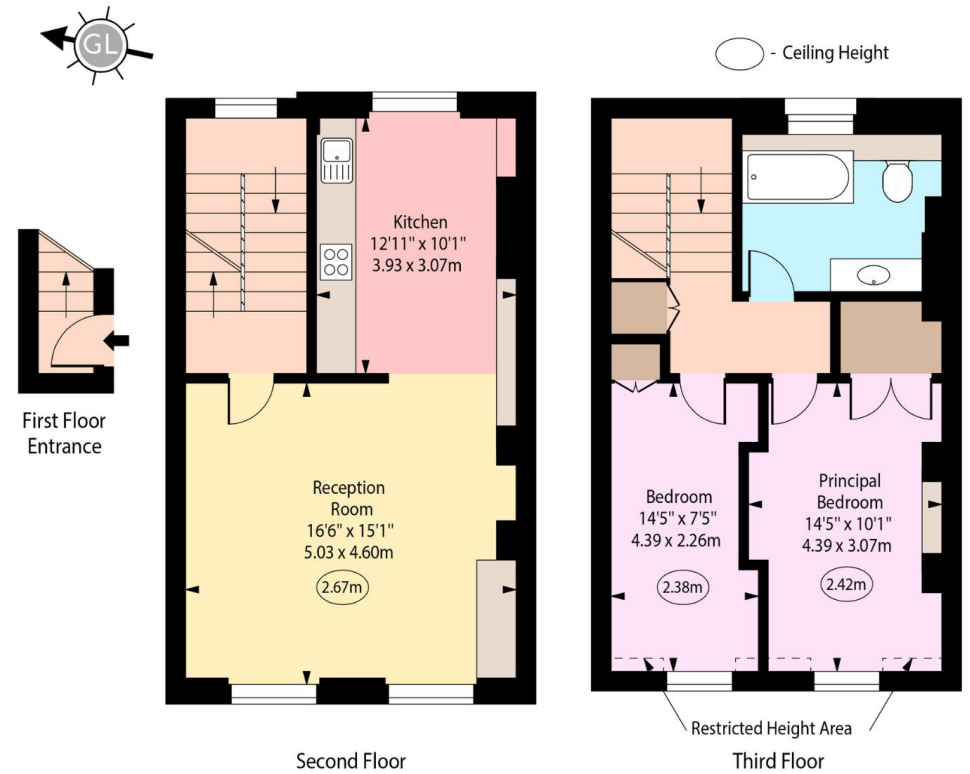 GL
- Ceiling Height
Kitchen
12'11" x 10'1"
3.93 x 3.07m
First Floor
Entrance
Reception
Room
16'6" x 15'1"
5.03 x 4.60m
2.67m
Bedroom
14'5" x 7'5"
4.39 x 2.26m
2.38m
Principal
Bedroom
14'5" x 10'1"
4.39 x 3.07m
2.42m
Restricted Height Area
Second Floor
Third Floor